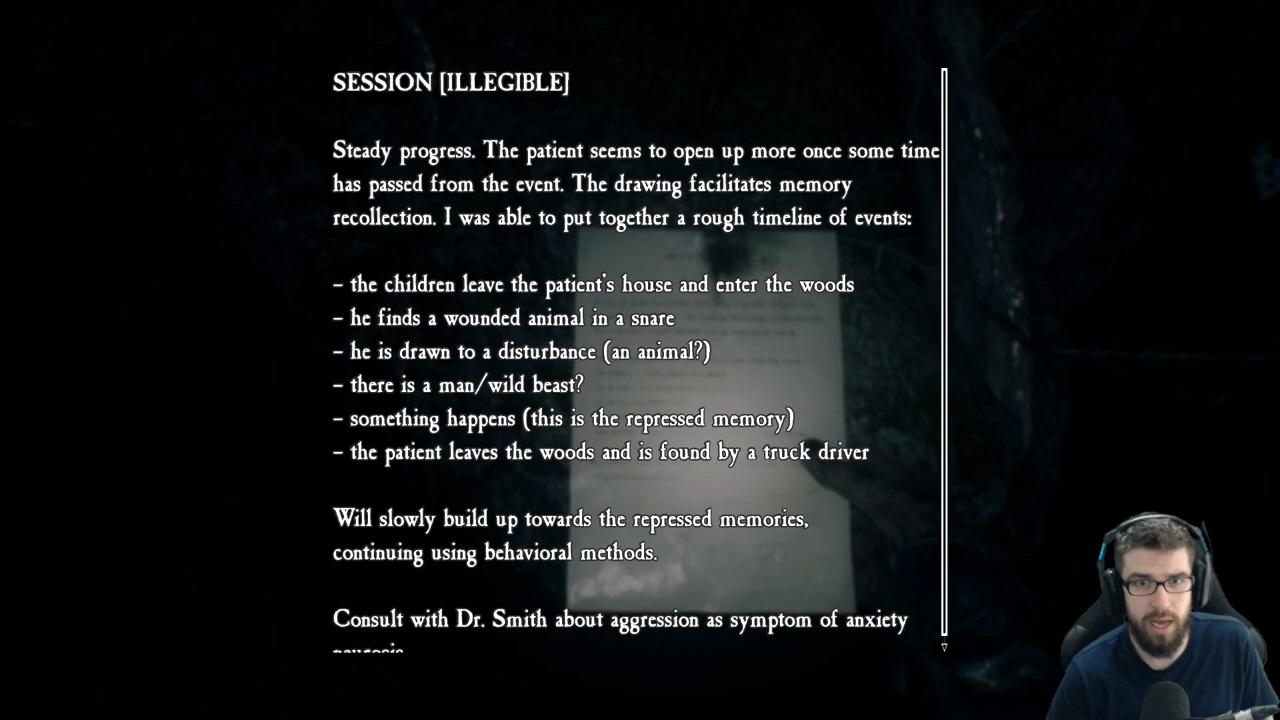 SESSION [ILLEGIBLE]
Steady progress. The patient seems to open up more once some time
has passed from the event. The drawing facilitates memory
recollection. I was able to put together a rough timeline of events:
– the children leave the patient's house and enter the woods
– he finds a wounded animal in a snare
– he is drawn to a disturbance (an animal?)
– there is a man/wild beast?
– something happens (this is the repressed memory)
– the patient leaves the woods and is found by a truck driver
Will slowly build up towards the repressed memories,
continuing using behavioral methods.
Consult with Dr. Smith about aggression as symptom of anxiety
neurosis